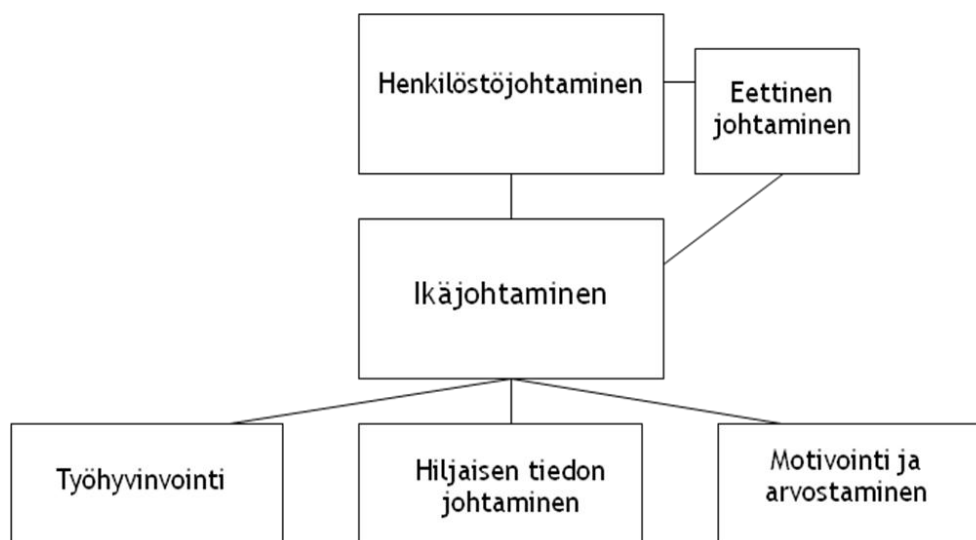 Henkilöstöjohtaminen
Eettinen
johtaminen
Ikäjohtaminen
Työhyvinvointi
Hiljaisen tiedon
johtaminen
Motivointi ja
arvostaminen